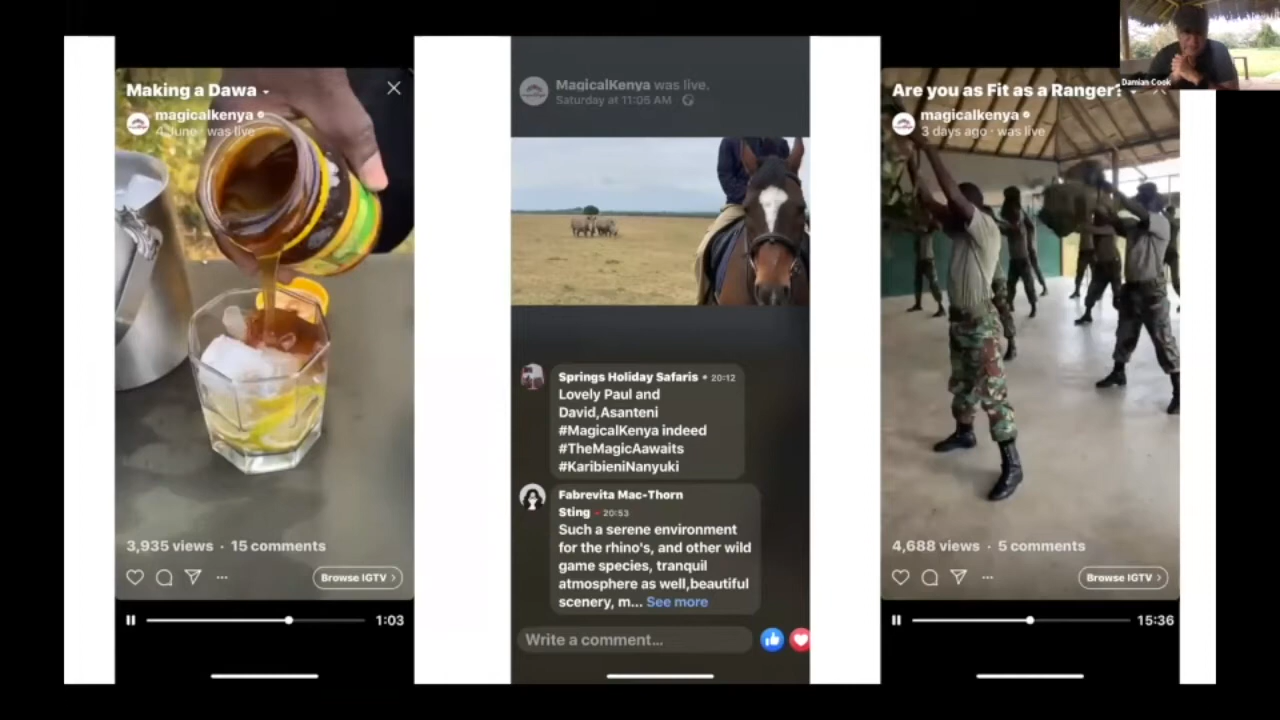 Making a Dawa
magicalkenya
4 June · was live
3,935 views · 15 comments
Browse IGTV >
1:03
MagicalKenya was live.
Saturday at 11:05 AM
Springs Holiday Safaris • 20:12
Lovely Paul and
David,Asanteni
#MagicalKenya indeed
#TheMagicAawaits
#KaribieniNanyuki
Fabrevita Mac-Thorn
Sting • 20:53
Such a serene environment
for the rhino's, and other wild
game species, tranquil
atmosphere as well,beautiful
scenery, m... See more
Write a comment...
Are you as Fit as a Ranger?
magicalkenya
3 days ago · was live
4,688 views · 5 comments
Browse IGTV >
15:36
Damian Cook